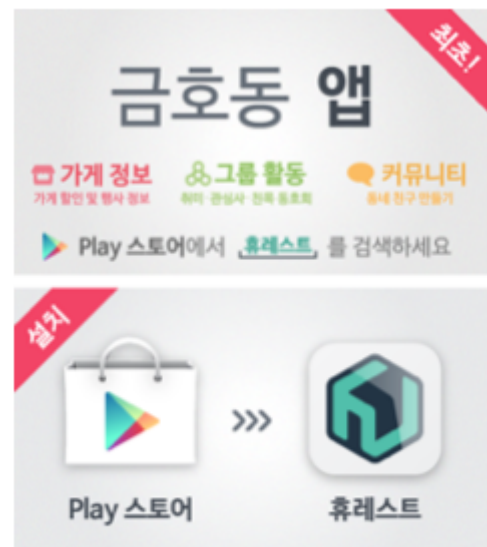 최초!
금호동 앱
가게 정보
가게 할인 및 행사 정보
그룹 활동
취미·관심사·친목 동호회
커뮤니티
동네 친구 만들기
Play 스토어에서 휴레스트 를 검색하세요
설치
Play 스토어
>>>
휴레스트